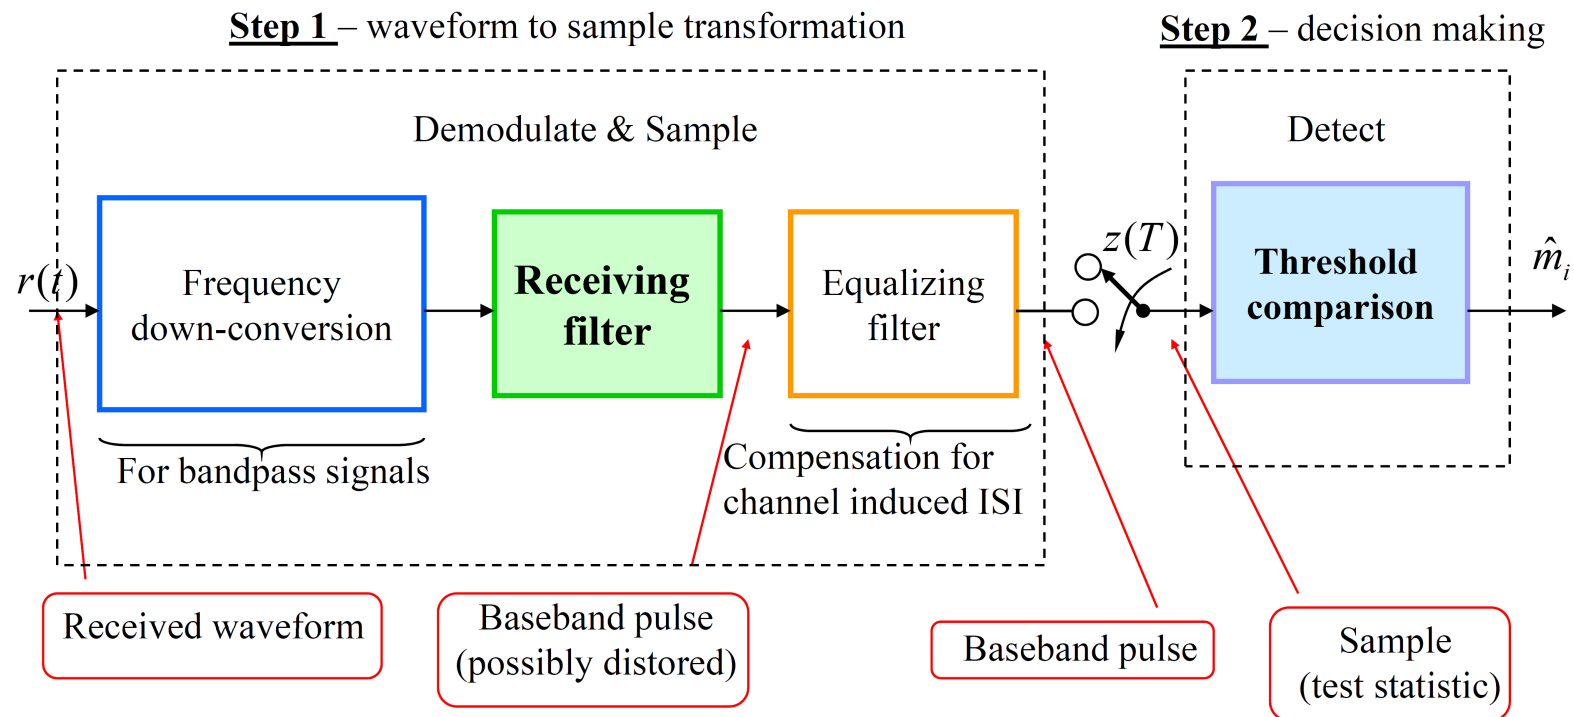 Step 1 – waveform to sample transformation
Step 2 – decision making
Demodulate & Sample
Detect
r(t)
Frequency
down-conversion
Receiving
filter
Equalizing
filter
z(T)
Threshold
comparison
m̂ᵢ
For bandpass signals
Compensation for
channel induced ISI
Received waveform
Baseband pulse
(possibly distored)
Baseband pulse
Sample
(test statistic)